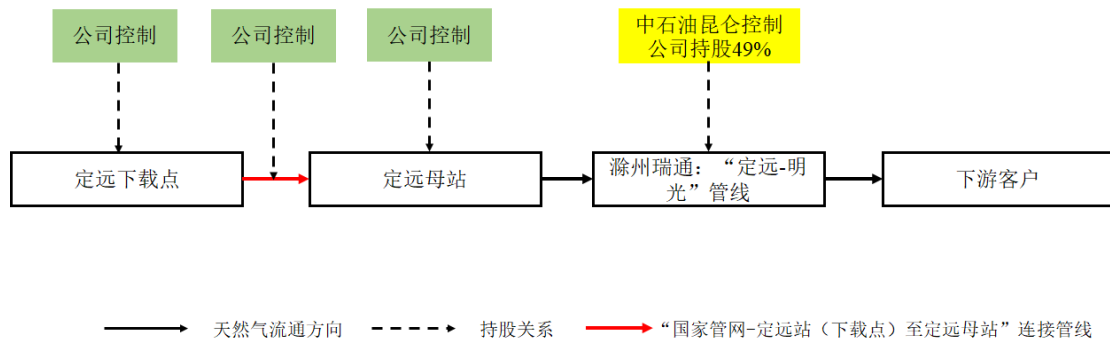 公司控制
公司控制
公司控制
中石油昆仑控制
公司持股49%
定远下载点
定远母站
滁州瑞通：“定远-明
光”管线
下游客户
天然气流通方向
持股关系
“国家管网-定远站（下载点）至定远母站”连接管线